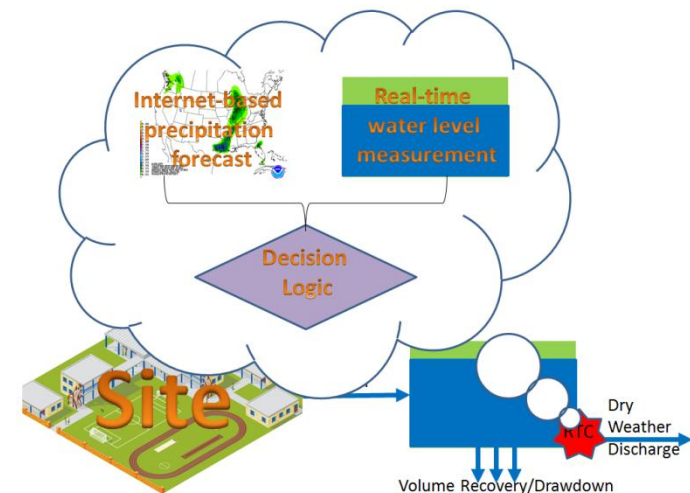 Internet-based
precipitation
forecast
Real-time
water level
measurement
Decision
Logic
Site
RTC
Dry
Weather
Discharge
Volume Recovery/Drawdown